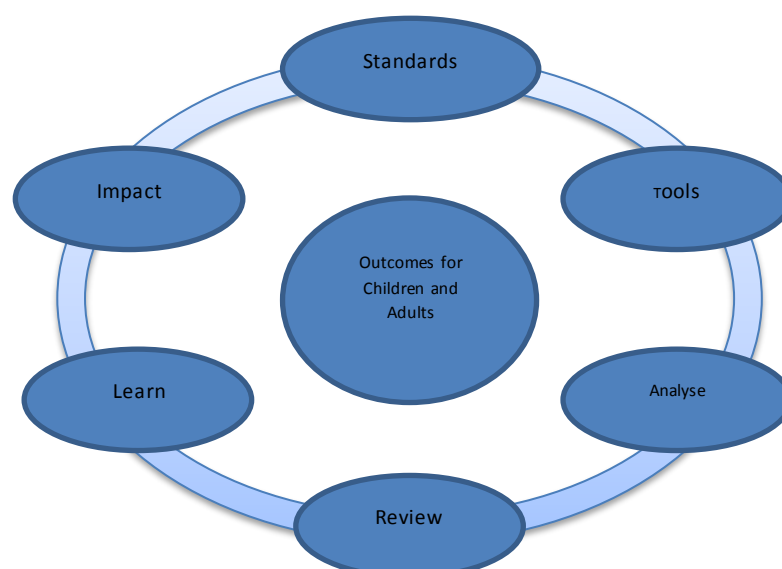 Standards
Impact
Tools
Outcomes for
Children and
Adults
Learn
Analyse
Review